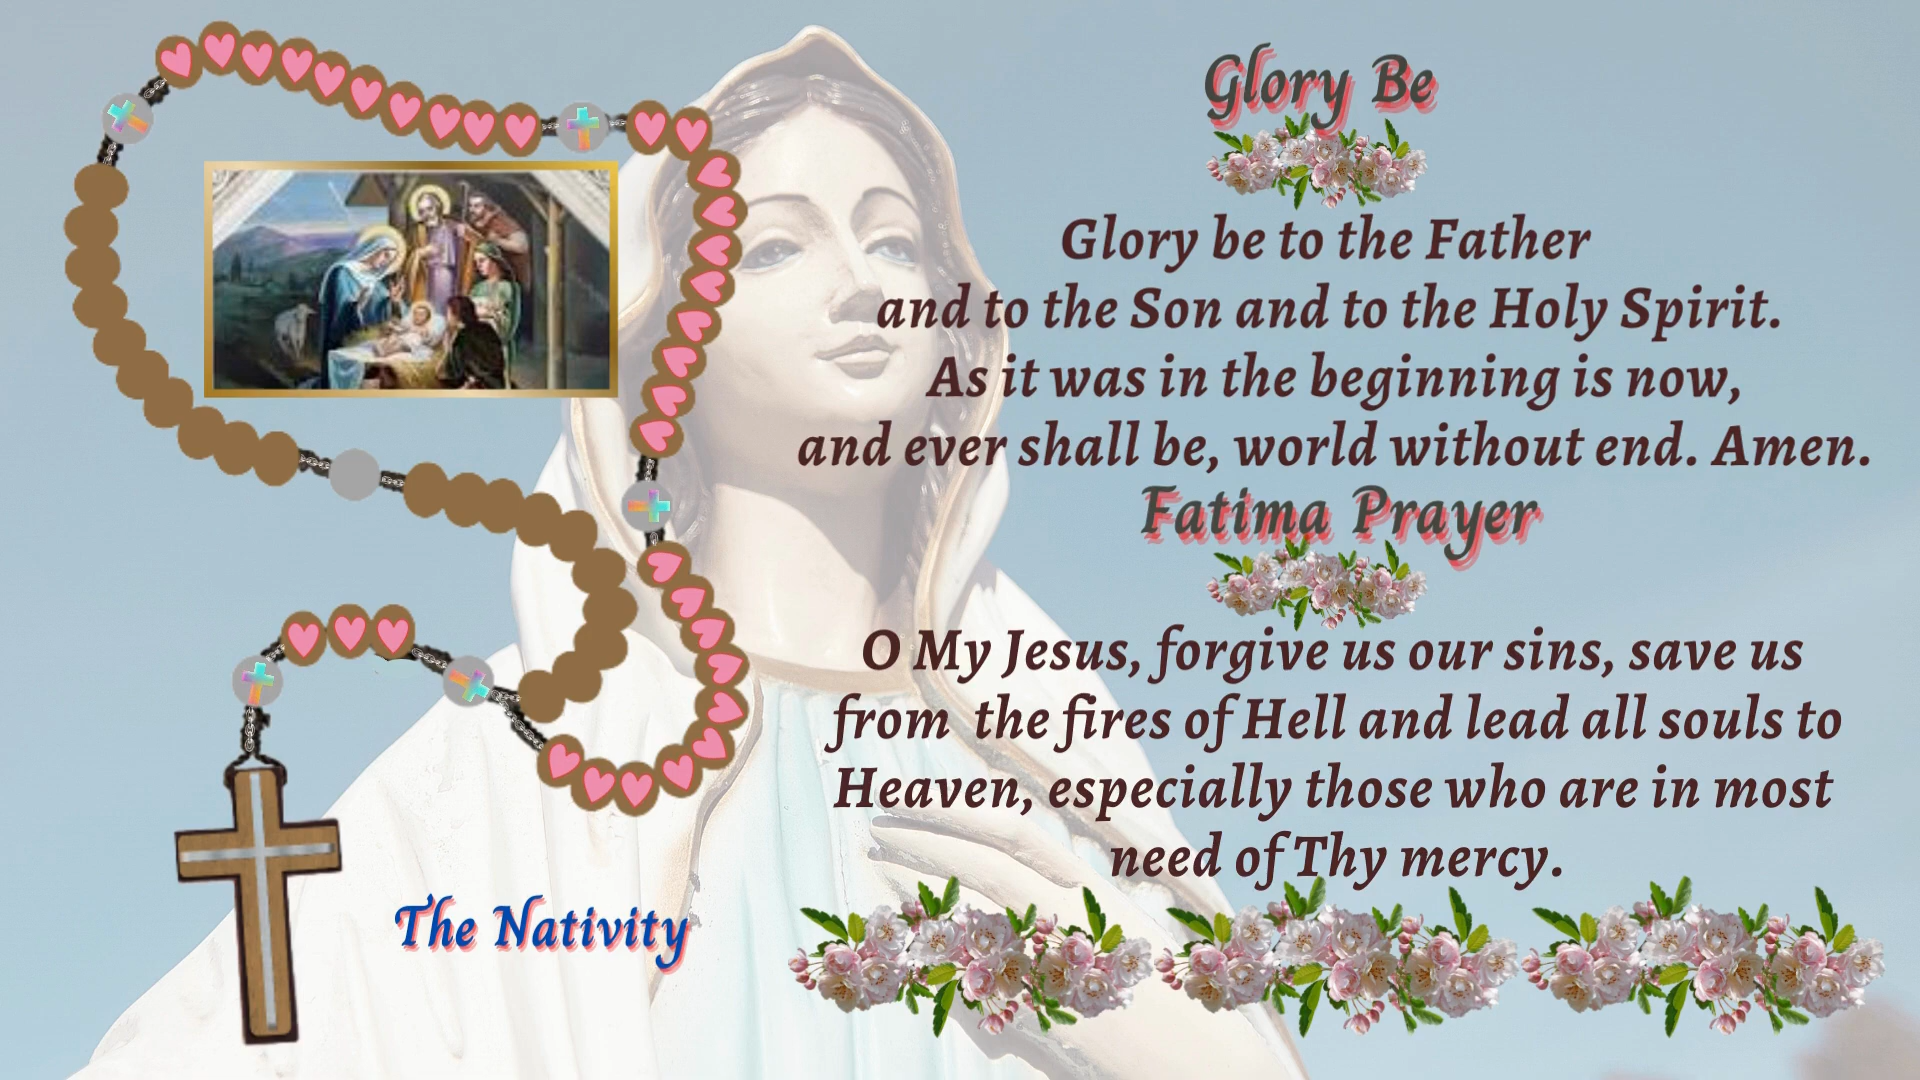 Glory Be
Glory be to the Father
and to the Son and to the Holy Spirit.
As it was in the beginning is now,
and ever shall be, world without end. Amen.
Fatima Prayer
O My Jesus, forgive us our sins, save us
from the fires of Hell and lead all souls to
Heaven, especially those who are in most
need of Thy mercy.
The Nativity